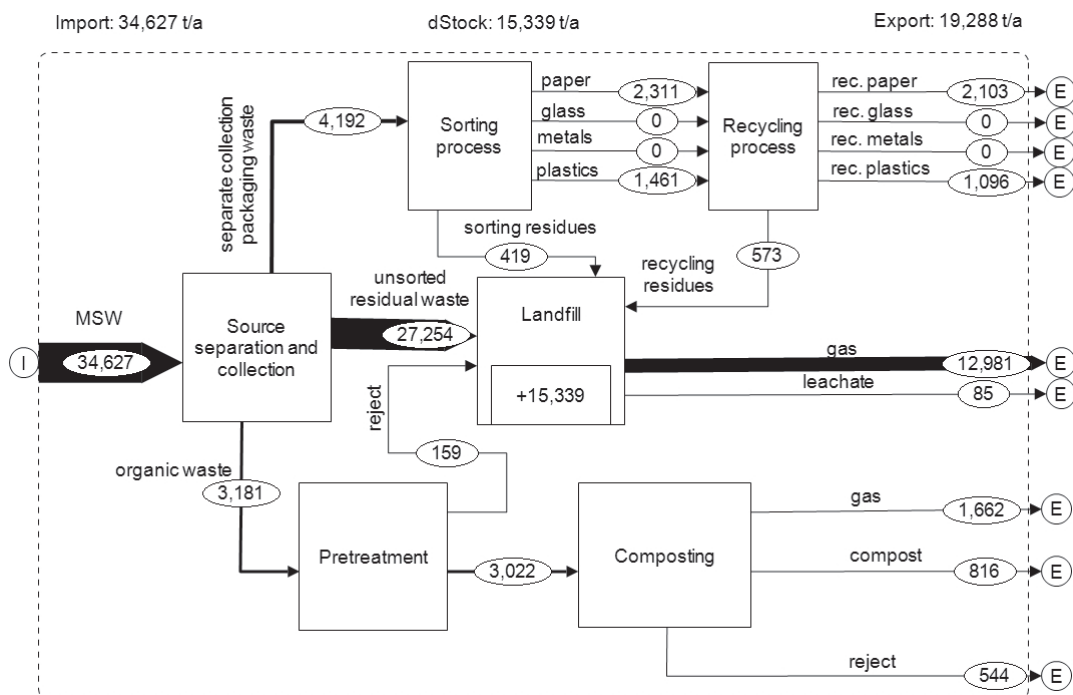 Import: 34,627 t/a
dStock: 15,339 t/a
Export: 19,288 t/a
separate collection
packaging waste
4,192
Sorting
process
paper
2,311
glass
0
metals
0
plastics
1,461
Recycling
process
rec. paper
2,103
E
rec. glass
0
E
rec. metals
0
E
rec. plastics
1,096
E
sorting residues
419
recycling
residues
573
MSW
I
34,627
Source
separation and
collection
unsorted
residual waste
27,254
Landfill
+15,339
gas
12,981
E
leachate
85
E
reject
159
organic waste
3,181
Pretreatment
3,022
Composting
gas
1,662
E
compost
816
E
reject
544
E